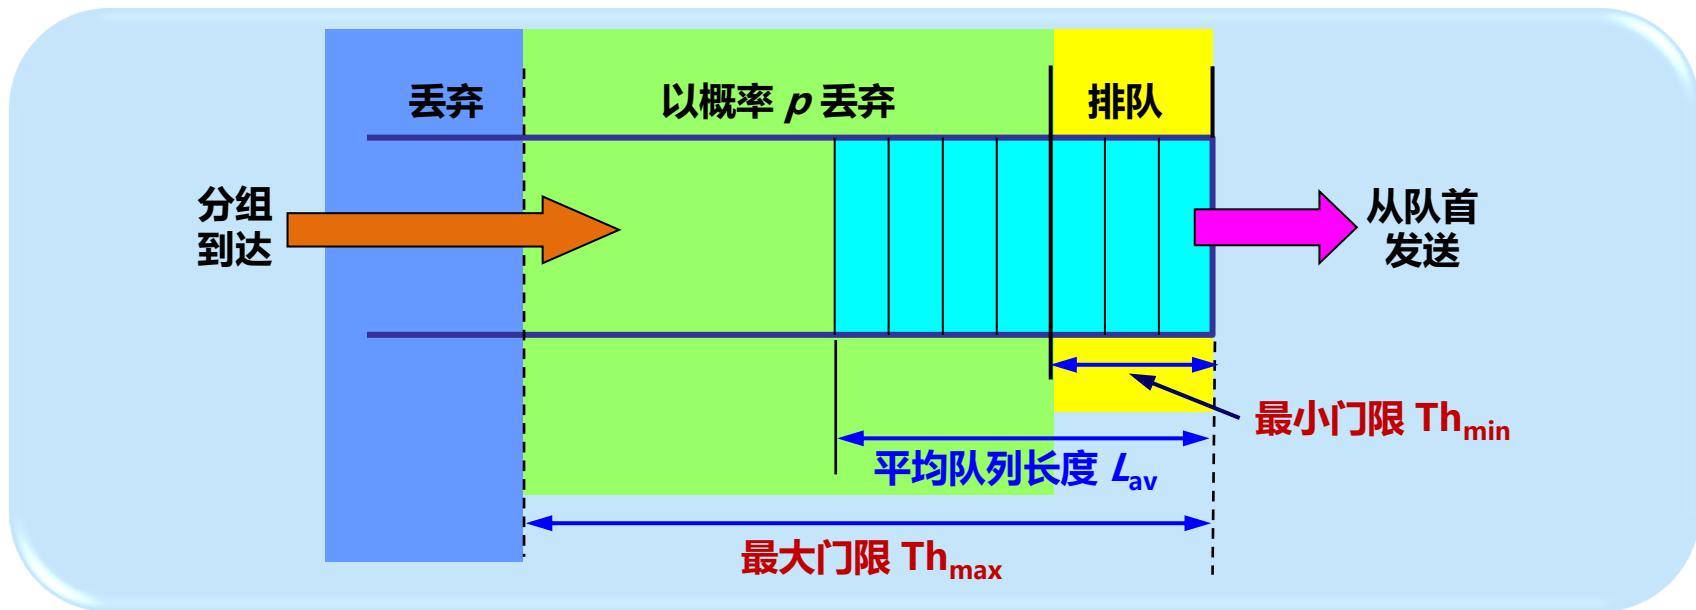 丢弃
以概率 p 丢弃
排队
分组
到达
从队首
发送
最小门限 Thmin
平均队列长度 Lav
最大门限 Thmax